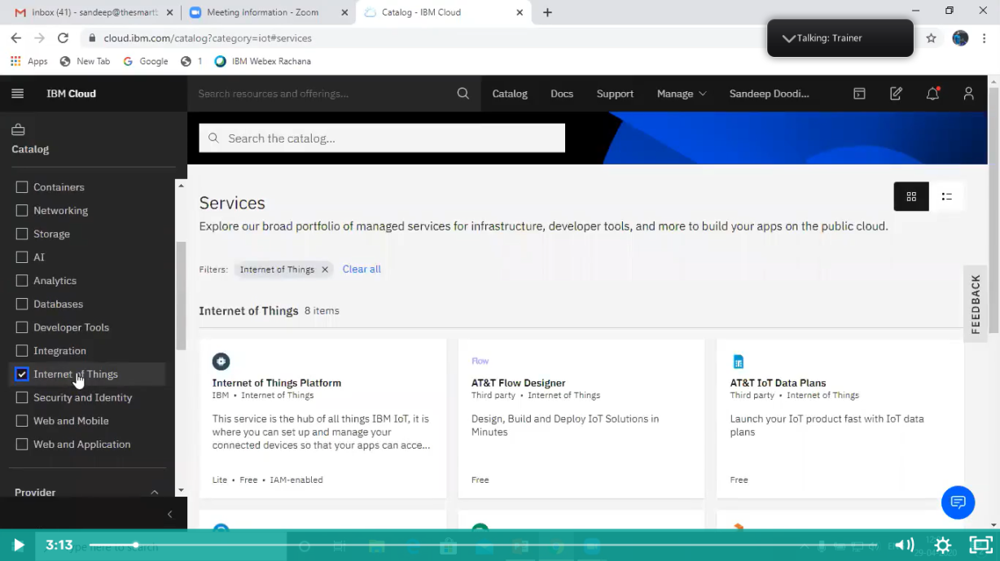 Inbox (41) - sandeep@thesmartb
Meeting Information - Zoom
Catalog - IBM Cloud
cloud.ibm.com/catalog?category=iot#services
Talking: Trainer
Apps
New Tab
Google
1
IBM Webex Rachana
IBM Cloud
Search resources and offerings...
Catalog
Docs
Support
Manage
Sandeep Doodi...
Catalog
Search the catalog...
Containers
Networking
Storage
AI
Analytics
Databases
Developer Tools
Integration
Internet of Things
Security and Identity
Web and Mobile
Web and Application
Provider
Services
Explore our broad portfolio of managed services for infrastructure, developer tools, and more to build your apps on the public cloud.
Filters:
Internet of Things
Clear all
Internet of Things 8 items
Internet of Things Platform
IBM • Internet of Things
This service is the hub of all things IBM IoT, it is
where you can set up and manage your
connected devices so that your apps can acce...
Lite • Free • IAM-enabled
Flow
AT&T Flow Designer
Third party • Internet of Things
Design, Build and Deploy IoT Solutions in
Minutes
Free
AT&T IoT Data Plans
Third party • Internet of Things
Launch your IoT product fast with IoT data
plans
Free
FEEDBACK
3:13